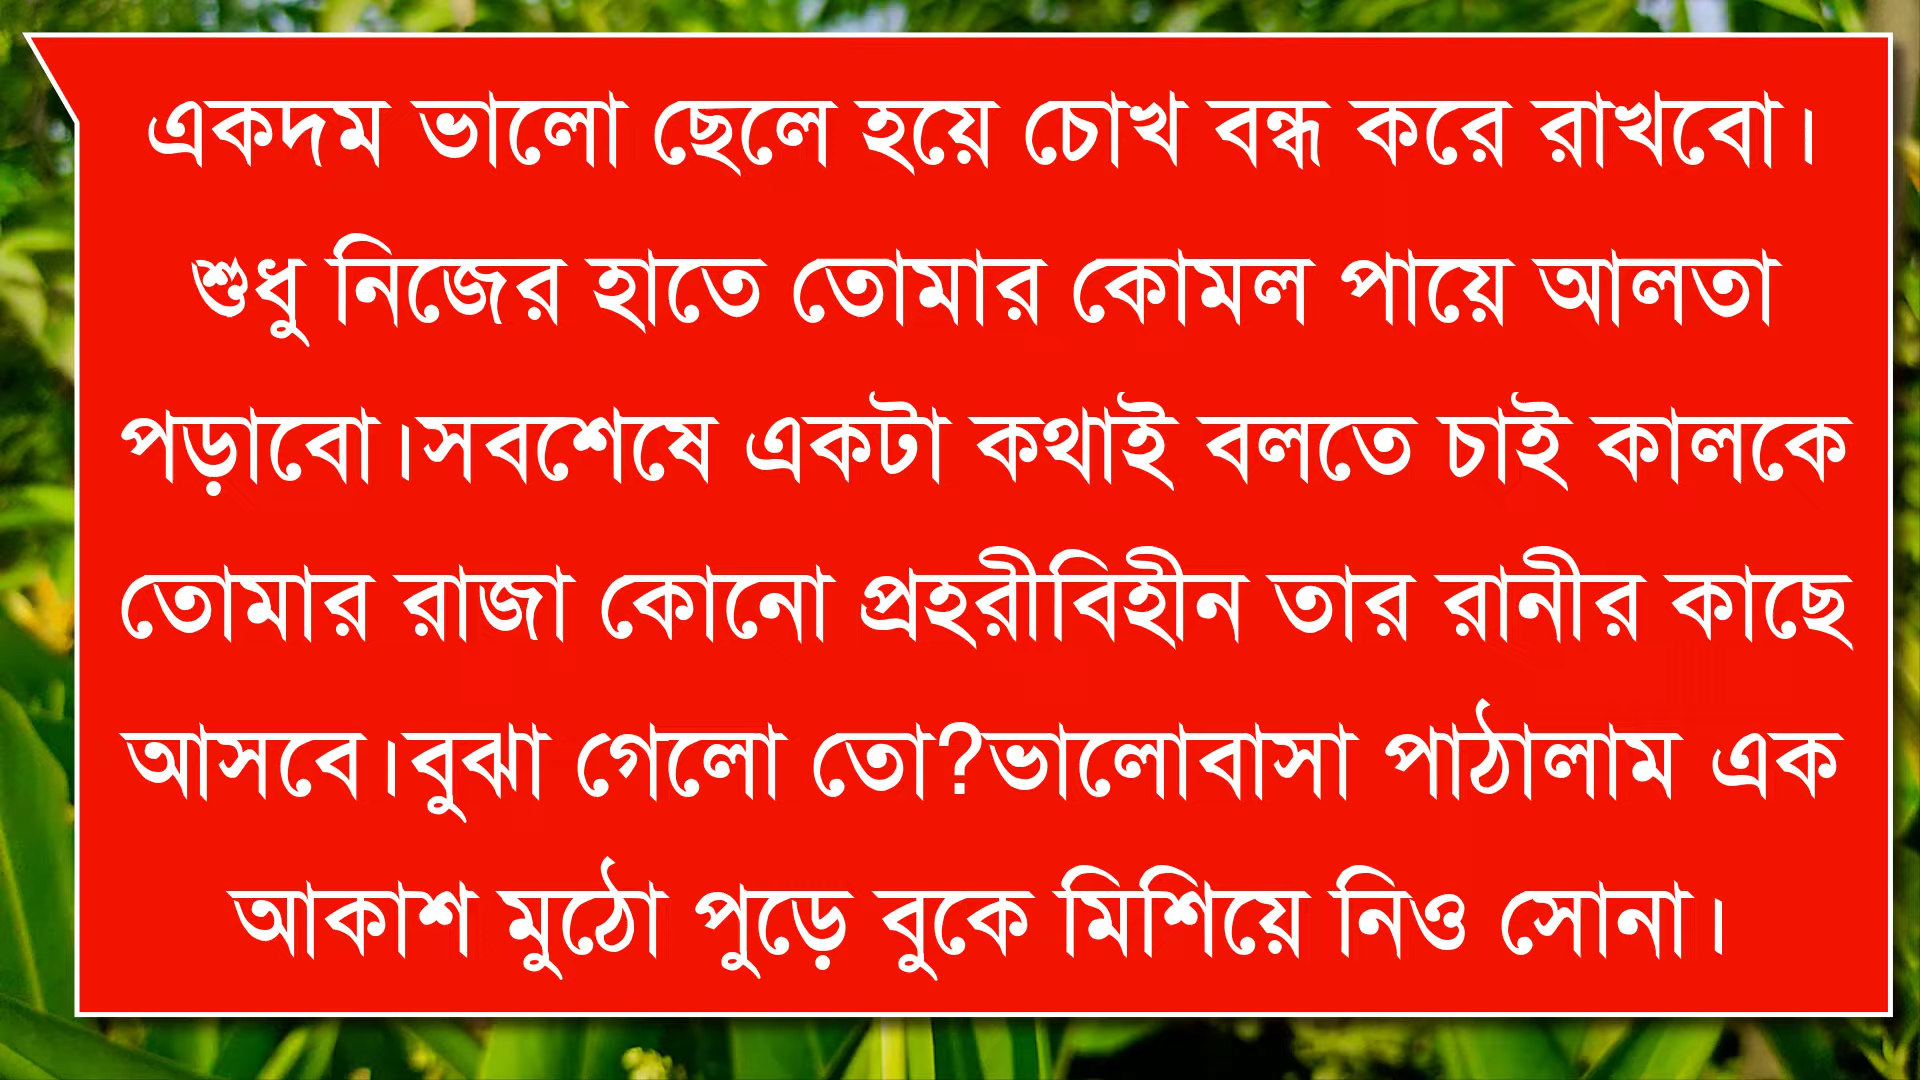 একদম ভালো ছেলে হয়ে চোখ বন্ধ করে রাখবো।
শুধু নিজের হাতে তোমার কোমল পায়ে আলতা
পড়াবো।সবশেষে একটা কথাই বলতে চাই কালকে
তোমার রাজা কোনো প্রহরীবিহীন তার রানীর কাছে
আসবে।বুঝা গেলো তো?ভালোবাসা পাঠালাম এক
আকাশ মুঠো পুড়ে বুকে মিশিয়ে নিও সোনা।